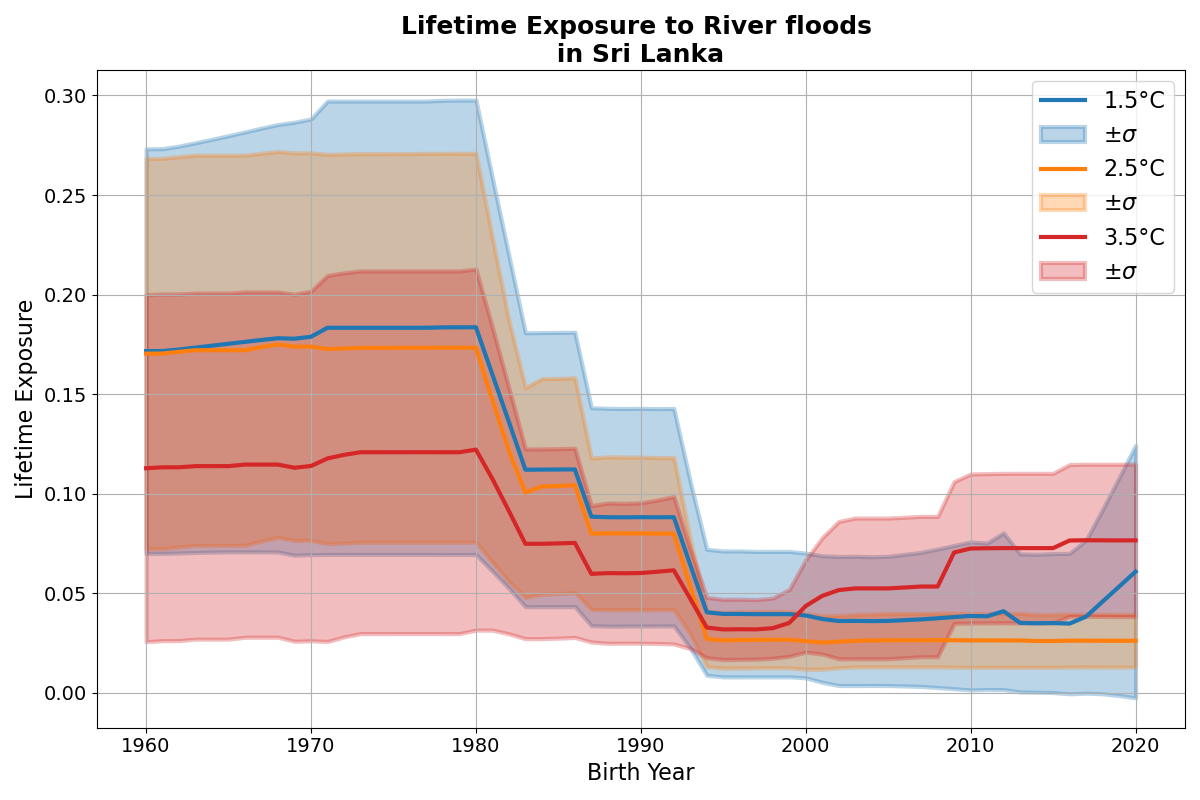 Lifetime Exposure to River floods
in Sri Lanka
1.5°C
±σ
2.5°C
±σ
3.5°C
±σ
Lifetime Exposure
0.30
0.25
0.20
0.15
0.10
0.05
0.00
1960 1970 1980 1990 2000 2010 2020
Birth Year